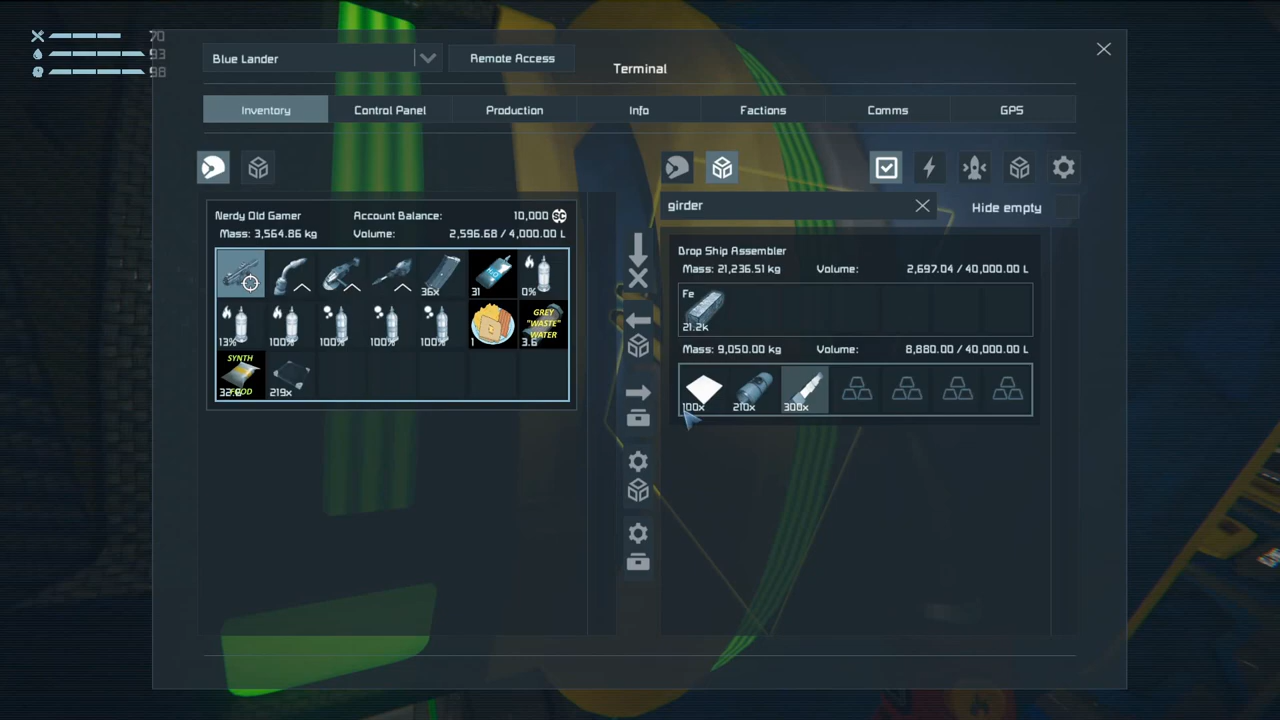 70
93
98
Blue Lander
Remote Access
Terminal
Inventory
Control Panel
Production
Info
Factions
Comms
GPS
girder
Hide empty
Nerdy Old Gamer
Account Balance:
10,000 SC
Mass: 3,564.86 kg
Volume:
2,596.68 / 4,000.00 L
36x
31
0%
13%
100%
100%
100%
100%
1
GREY
"WASTE"
WATER
3.6
SYNTH
FOOD
219x
Drop Ship Assembler
Mass: 21,236.51 kg
Volume:
2,697.04 / 40,000.00 L
Fe
21.2k
Mass: 9,050.00 kg
Volume:
8,880.00 / 40,000.00 L
100x
210x
300x